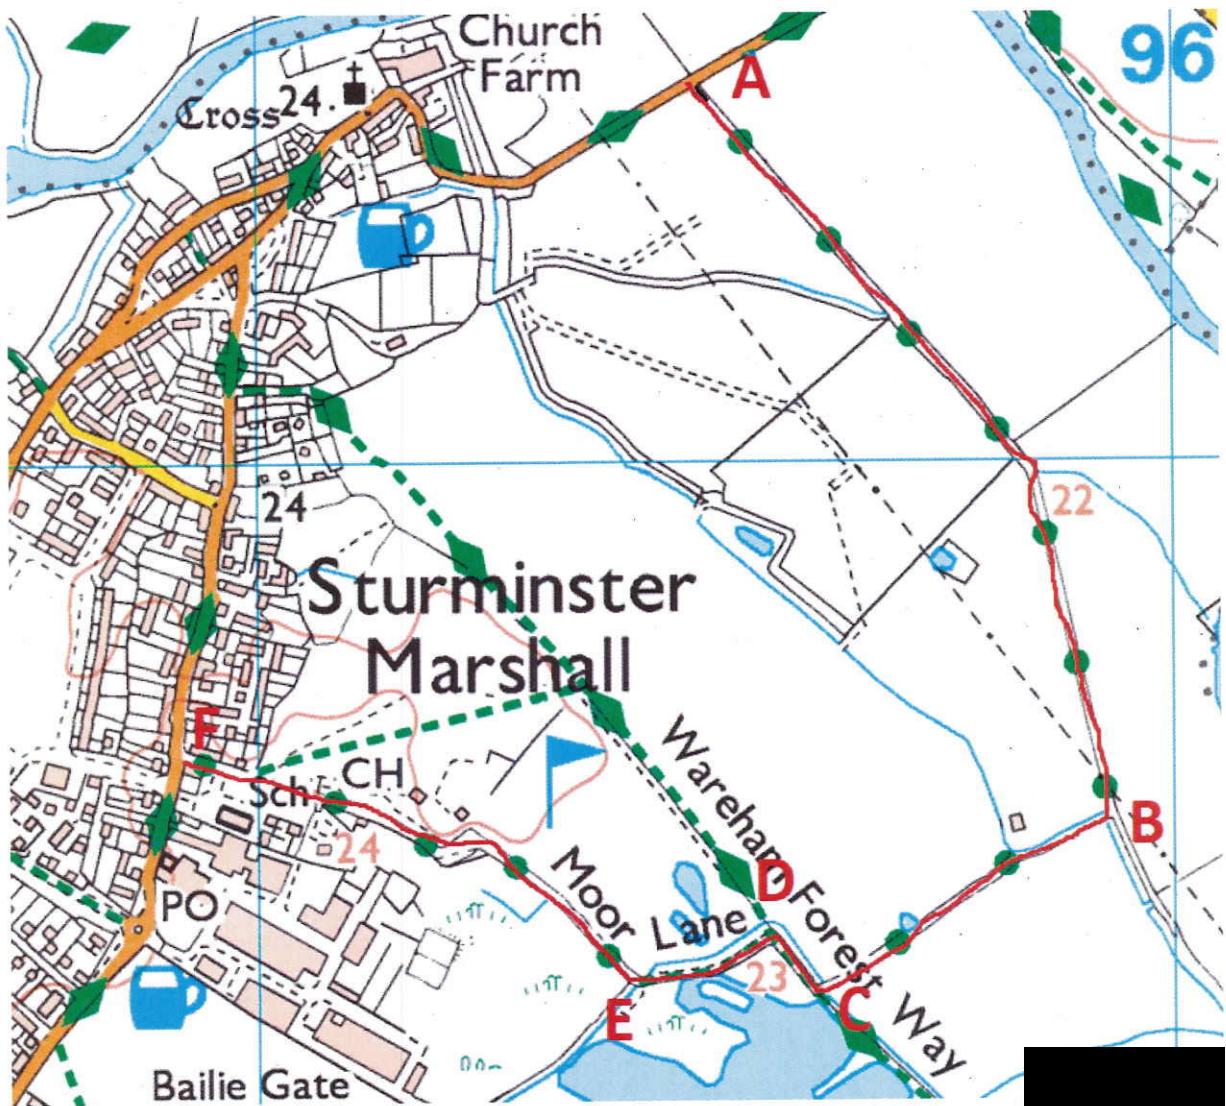 Church
Farm
96
A
Cross
24.
22
24
Sturminster
Marshall
F
CH
Sch
24
B
Wareham Forest Way
D
Moor Lane
PO
23
E
C
Bailie Gate